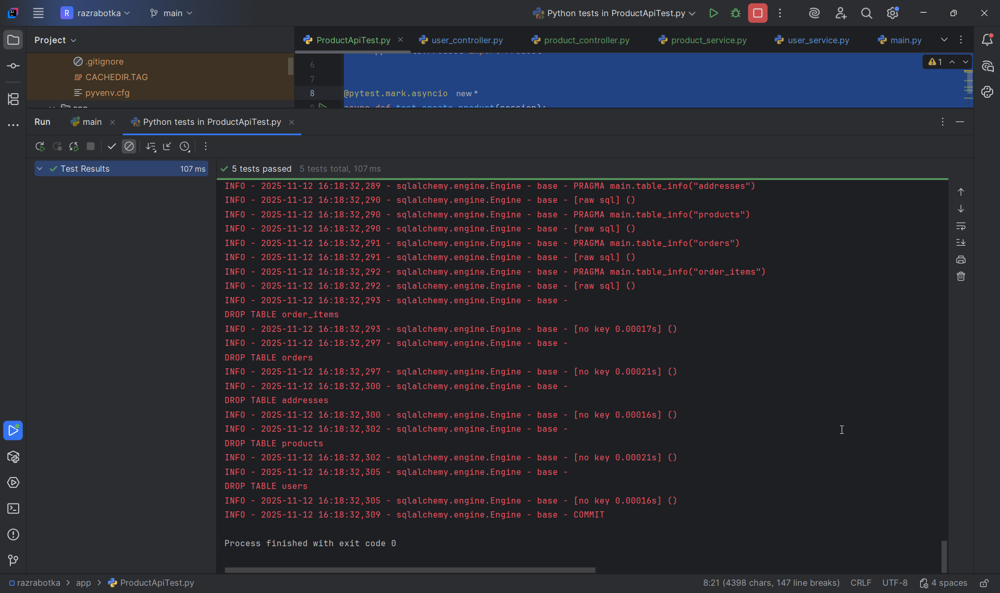 R razrabotka
main
Python tests in ProductApiTest.py
Project
ProductApiTest.py
user_controller.py
product_controller.py
product_service.py
user_service.py
main.py
.gitignore
JSP CACHEDIR.TAG
pyvenv.cfg
6
7
8 @pytest.mark.asyncio new *
1
Run
main
Python tests in ProductApiTest.py
Test Results 107 ms
5 tests passed 5 tests total, 107 ms
INFO - 2025-11-12 16:18:32,289 - sqlalchemy.engine.Engine - base - PRAGMA main.table_info("addresses")
INFO - 2025-11-12 16:18:32,290 - sqlalchemy.engine.Engine - base - [raw sql] ()
INFO - 2025-11-12 16:18:32,290 - sqlalchemy.engine.Engine - base - PRAGMA main.table_info("products")
INFO - 2025-11-12 16:18:32,290 - sqlalchemy.engine.Engine - base - [raw sql] ()
INFO - 2025-11-12 16:18:32,291 - sqlalchemy.engine.Engine - base - PRAGMA main.table_info("orders")
INFO - 2025-11-12 16:18:32,291 - sqlalchemy.engine.Engine - base - [raw sql] ()
INFO - 2025-11-12 16:18:32,292 - sqlalchemy.engine.Engine - base - PRAGMA main.table_info("order_items")
INFO - 2025-11-12 16:18:32,292 - sqlalchemy.engine.Engine - base - [raw sql] ()
INFO - 2025-11-12 16:18:32,293 - sqlalchemy.engine.Engine - base -
DROP TABLE order_items
INFO - 2025-11-12 16:18:32,293 - sqlalchemy.engine.Engine - base - [no key 0.00017s] ()
INFO - 2025-11-12 16:18:32,297 - sqlalchemy.engine.Engine - base -
DROP TABLE orders
INFO - 2025-11-12 16:18:32,297 - sqlalchemy.engine.Engine - base - [no key 0.00021s] ()
INFO - 2025-11-12 16:18:32,300 - sqlalchemy.engine.Engine - base -
DROP TABLE addresses
INFO - 2025-11-12 16:18:32,300 - sqlalchemy.engine.Engine - base - [no key 0.00016s] ()
INFO - 2025-11-12 16:18:32,302 - sqlalchemy.engine.Engine - base -
DROP TABLE products
INFO - 2025-11-12 16:18:32,302 - sqlalchemy.engine.Engine - base - [no key 0.00021s] ()
INFO - 2025-11-12 16:18:32,305 - sqlalchemy.engine.Engine - base -
DROP TABLE users
INFO - 2025-11-12 16:18:32,305 - sqlalchemy.engine.Engine - base - [no key 0.00016s] ()
INFO - 2025-11-12 16:18:32,309 - sqlalchemy.engine.Engine - base - COMMIT
Process finished with exit code 0
razrabotka > app > ProductApiTest.py
8:21 (4398 chars, 147 line breaks) CRLF UTF-8 4 spaces